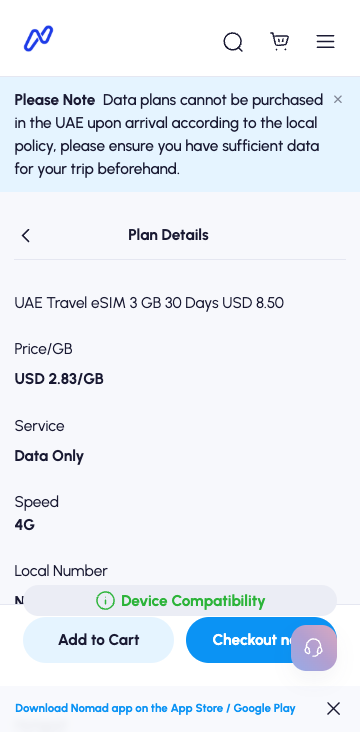 Please Note Data plans cannot be purchased
in the UAE upon arrival according to the local
policy, please ensure you have sufficient data
for your trip beforehand.
Plan Details
UAE Travel eSIM 3 GB 30 Days USD 8.50
Price/GB
USD 2.83/GB
Service
Data Only
Speed
4G
Local Number
Device Compatibility
Add to Cart
Checkout
Download Nomad app on the App Store / Google Play